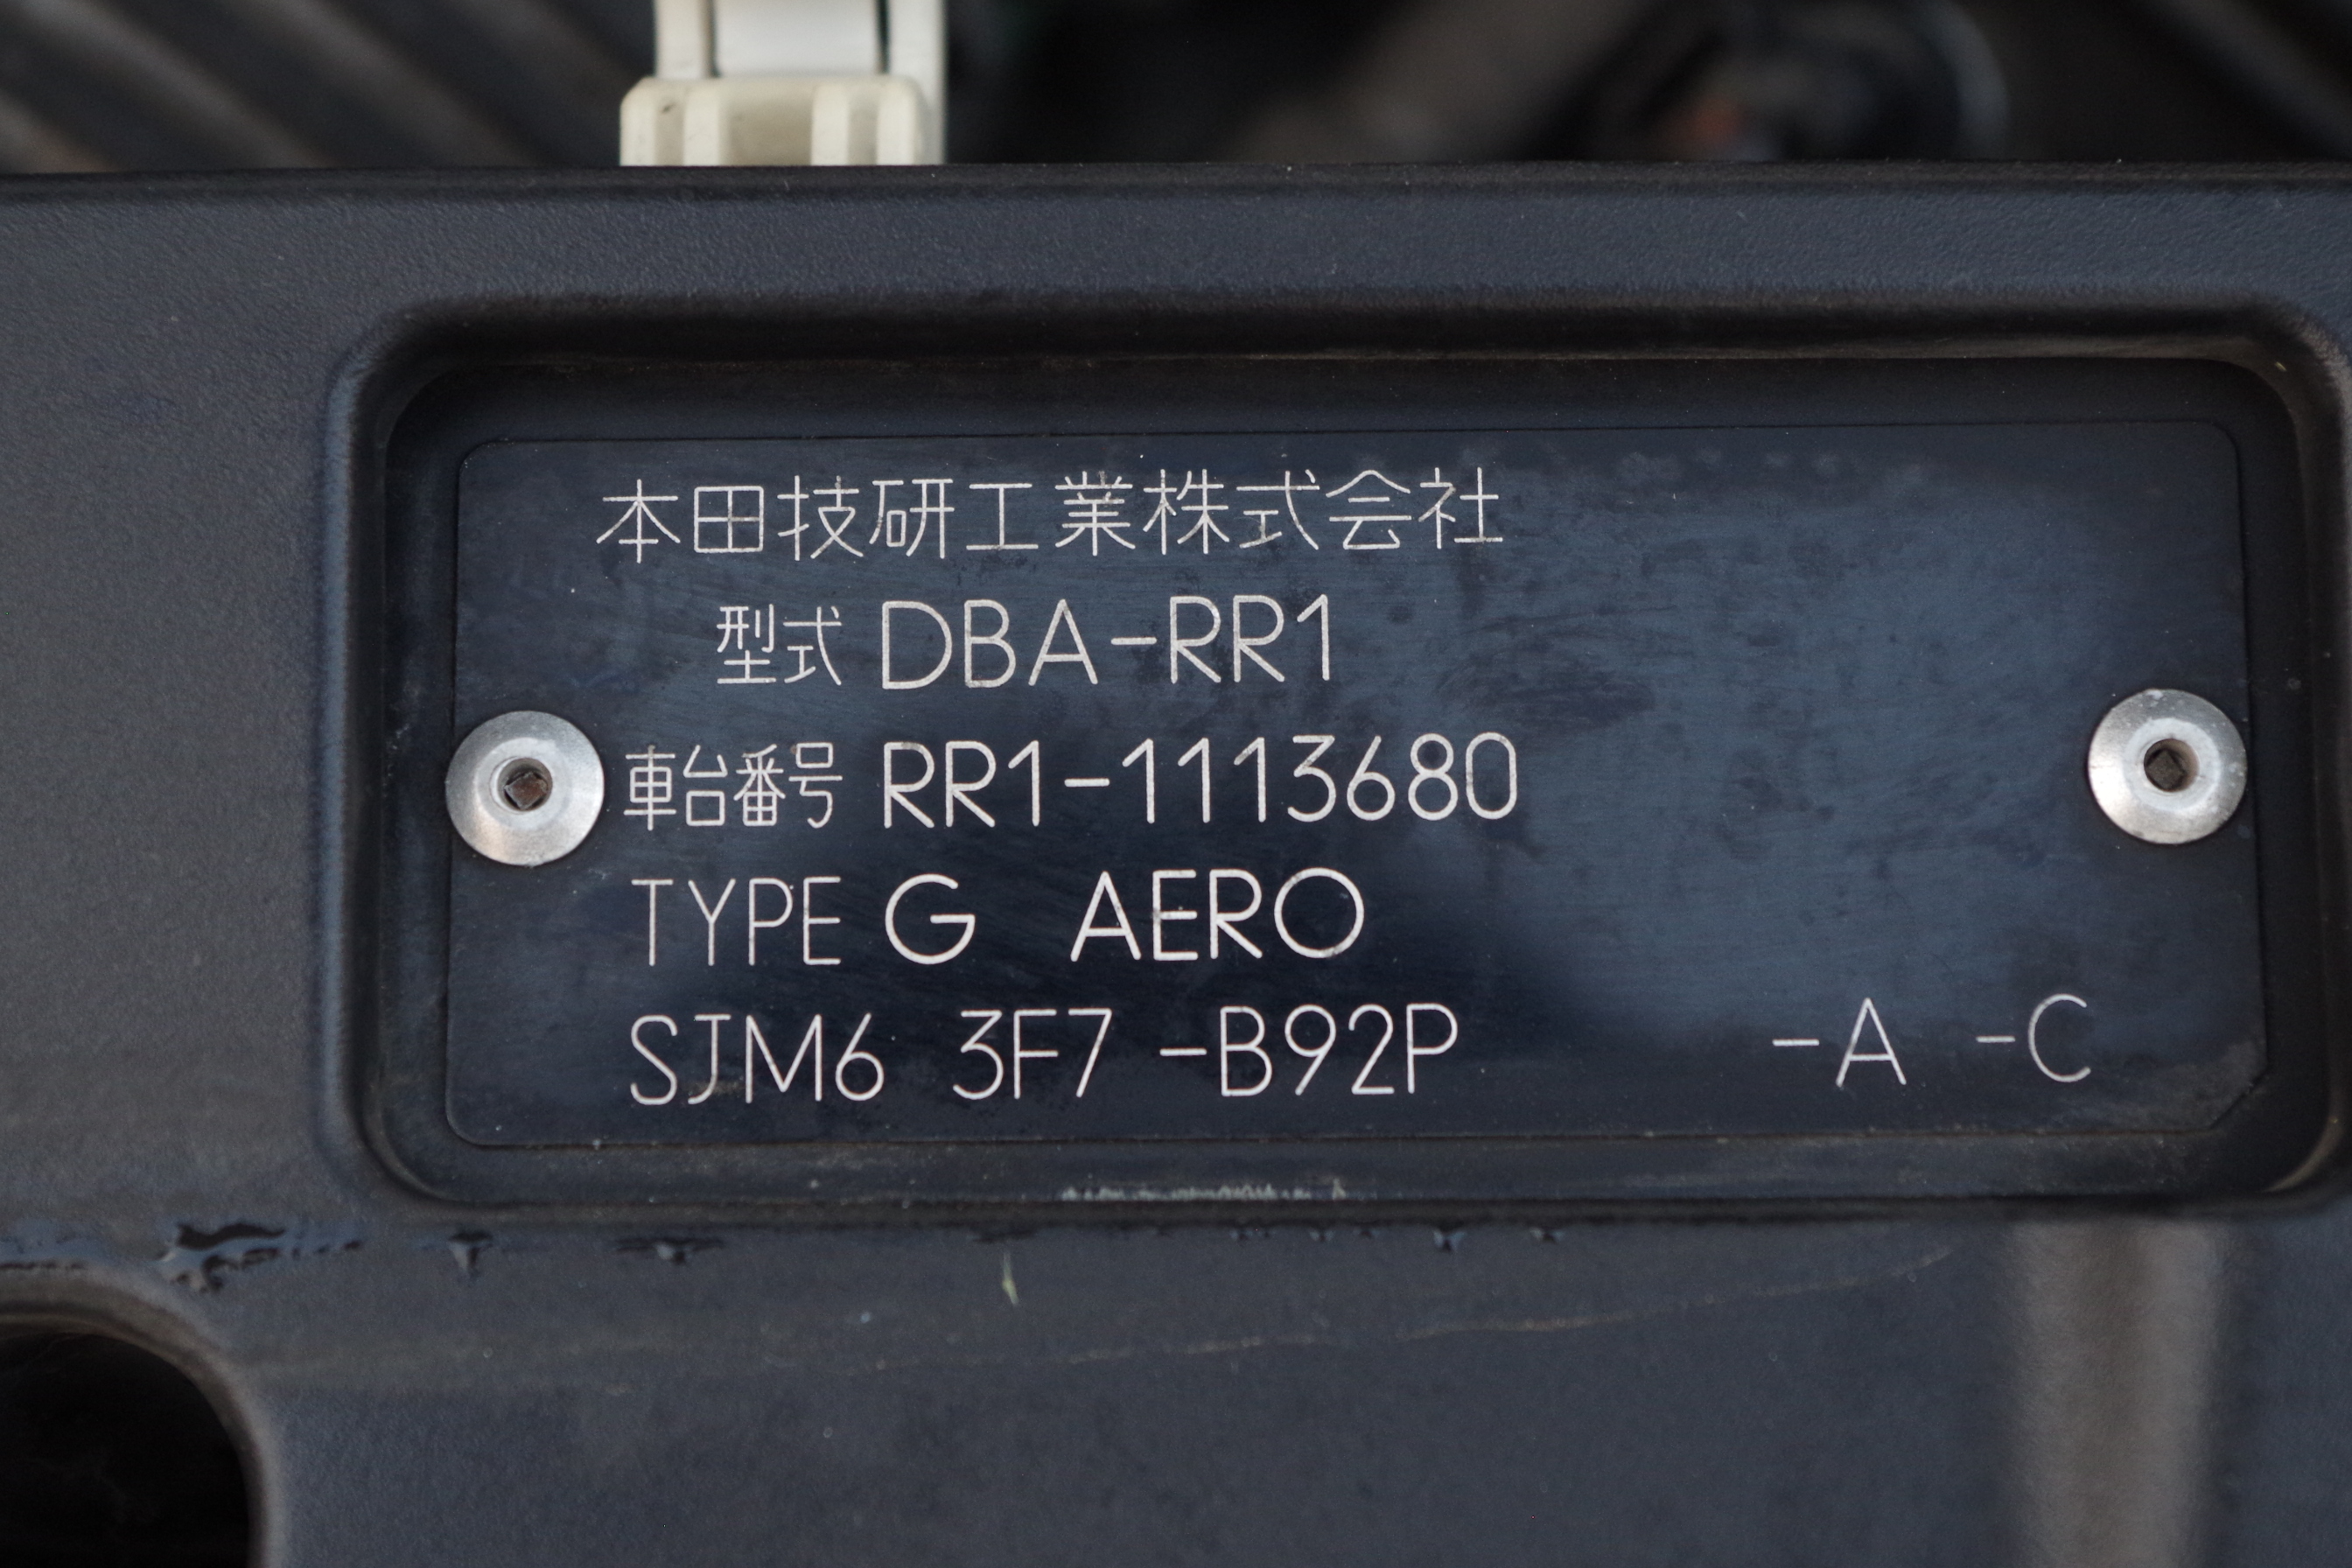 本田技研工業株式会社
型式 DBA-RR1
車台番号 RR1-1113680
TYPE G AERO
SJM6 3F7 -B92P -A -C